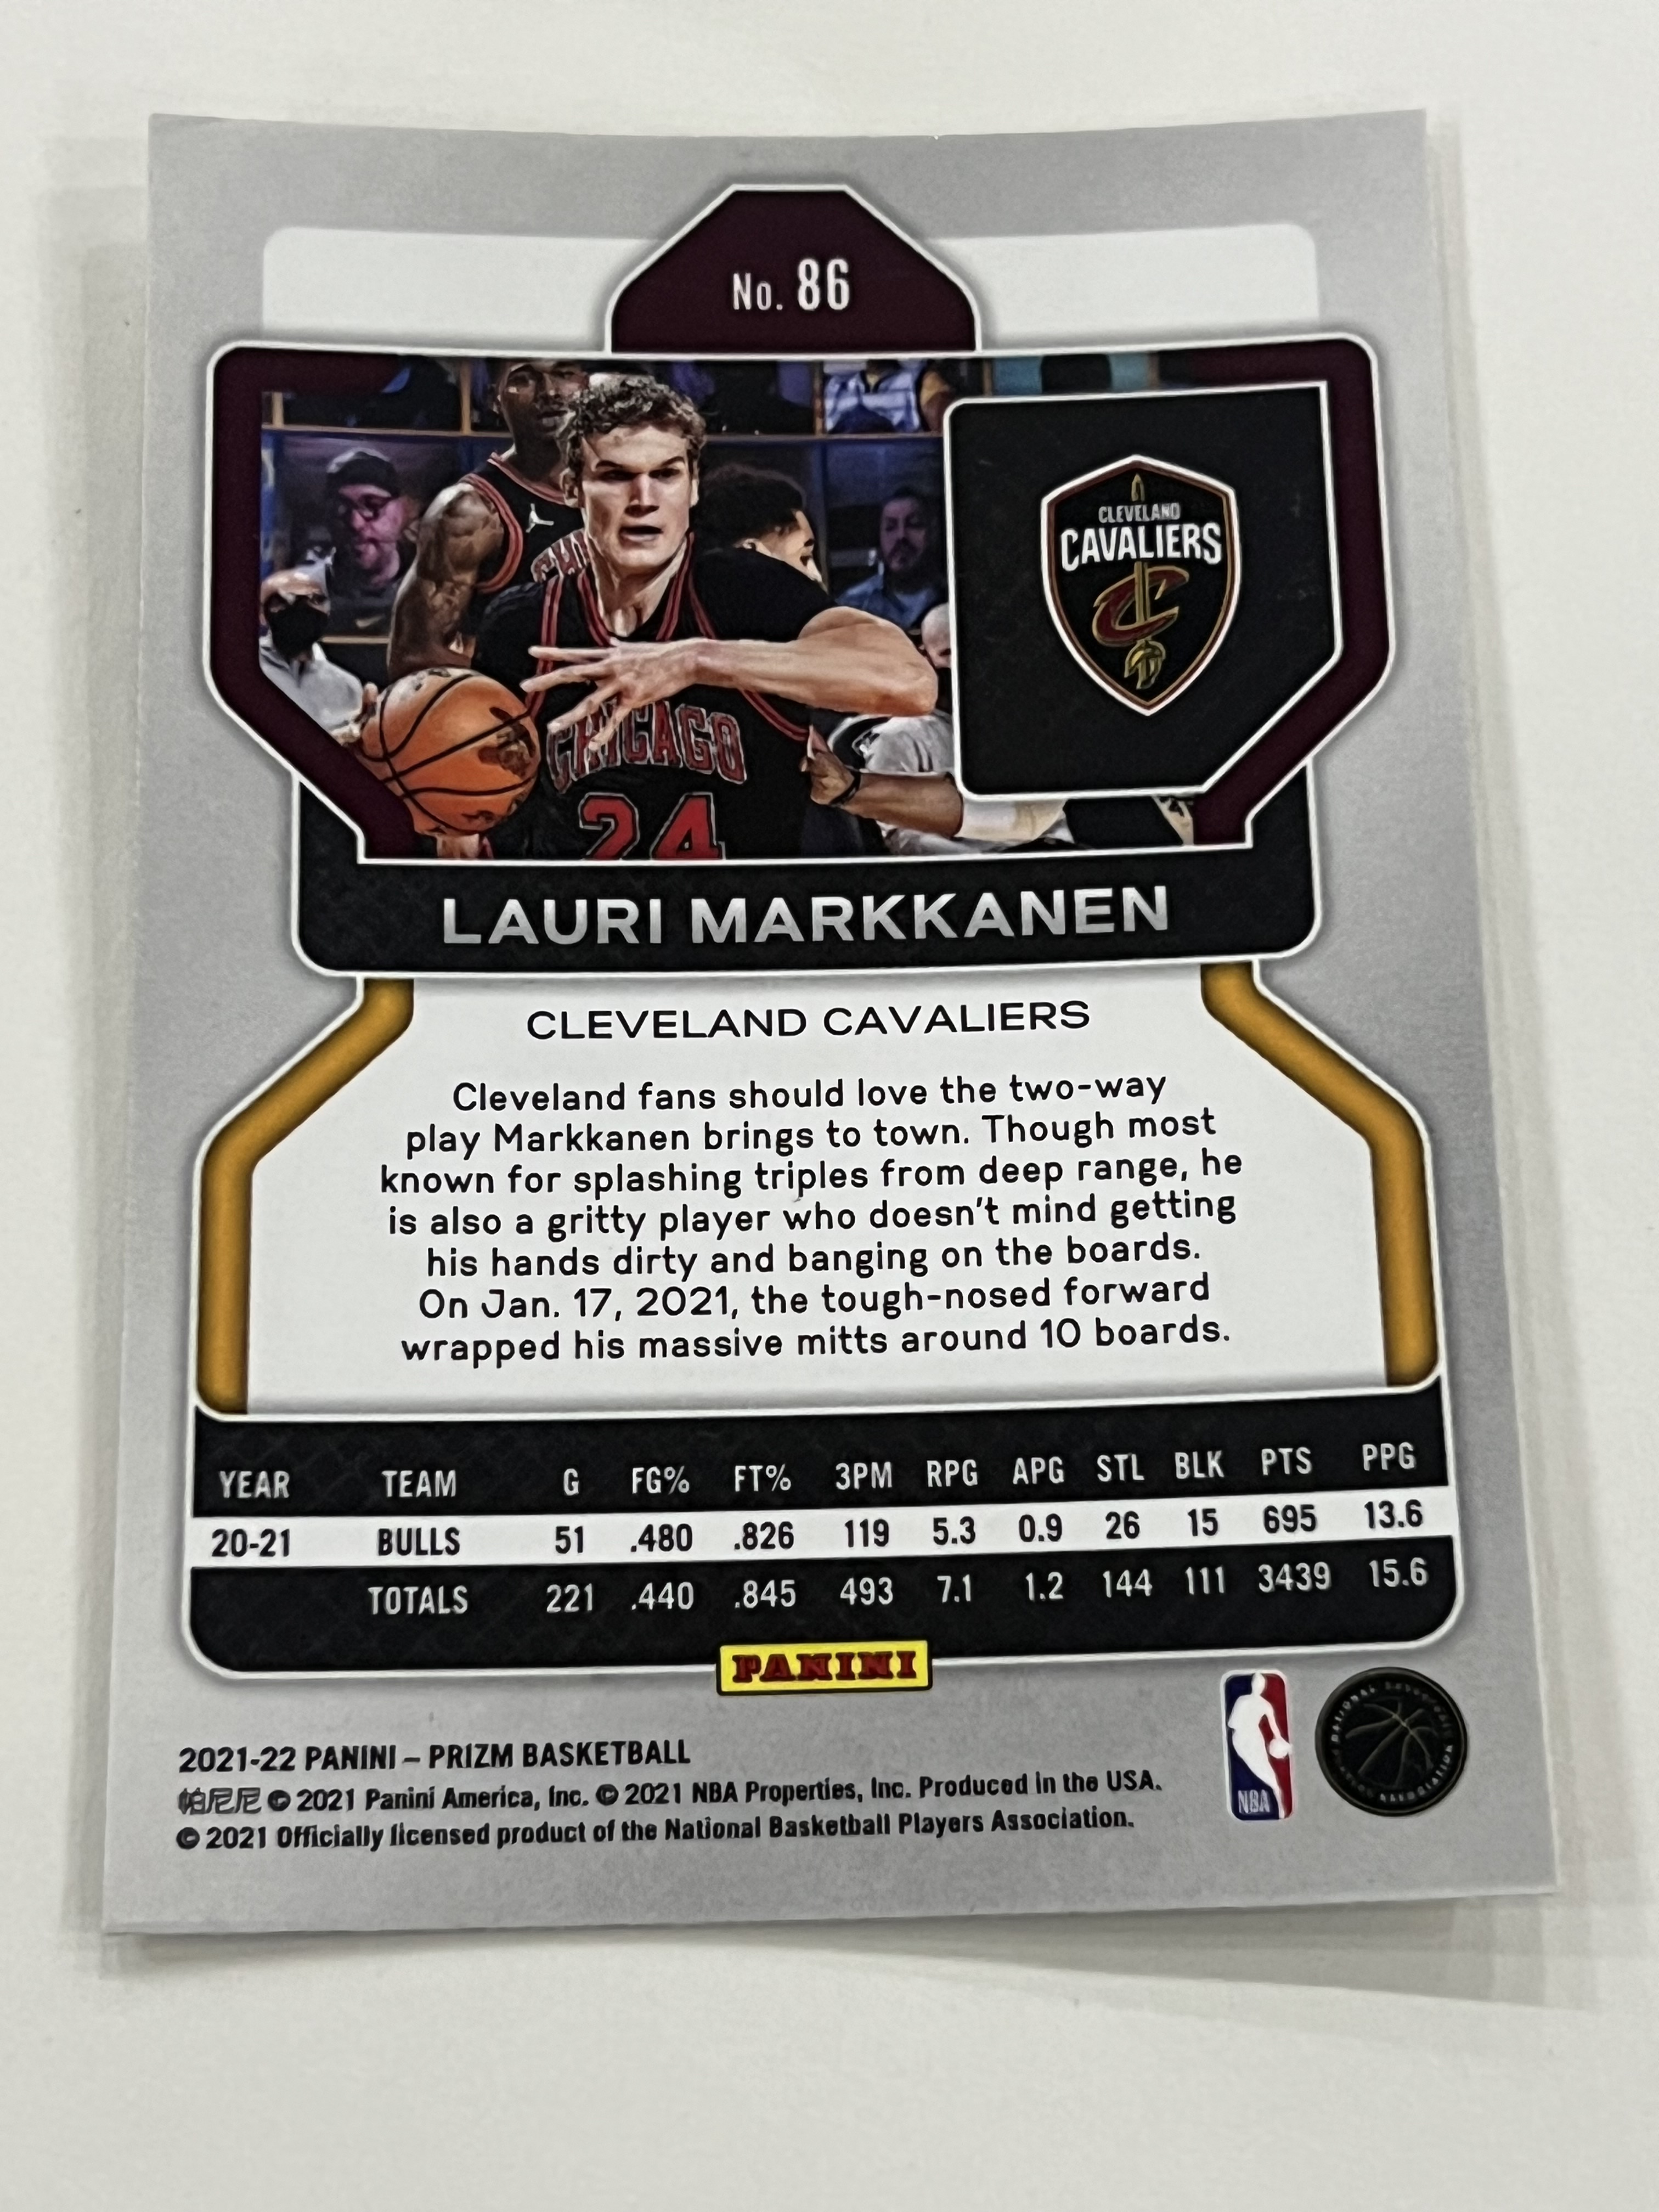 No. 86
CLEVELAND
CAVALIERS
CHICAGO
24
LAURI MARKKANEN
CLEVELAND CAVALIERS
Cleveland fans should love the two-way
play Markkanen brings to town. Though most
known for splashing triples from deep range, he
is also a gritty player who doesn't mind getting
his hands dirty and banging on the boards.
On Jan. 17, 2021, the tough-nosed forward
wrapped his massive mitts around 10 boards.
YEAR TEAM G FG% FT% 3PM RPG APG STL BLK PTS PPG
20-21 BULLS 51 .480 .826 119 5.3 0.9 26 15 695 13.6
TOTALS 221 .440 .845 493 7.1 1.2 144 111 3439 15.6
PANINI
2021-22 PANINI – PRIZM BASKETBALL
帕尼尼 © 2021 Panini America, Inc. © 2021 NBA Properties, Inc. Produced in the USA.
© 2021 Officially licensed product of the National Basketball Players Association.
NBA